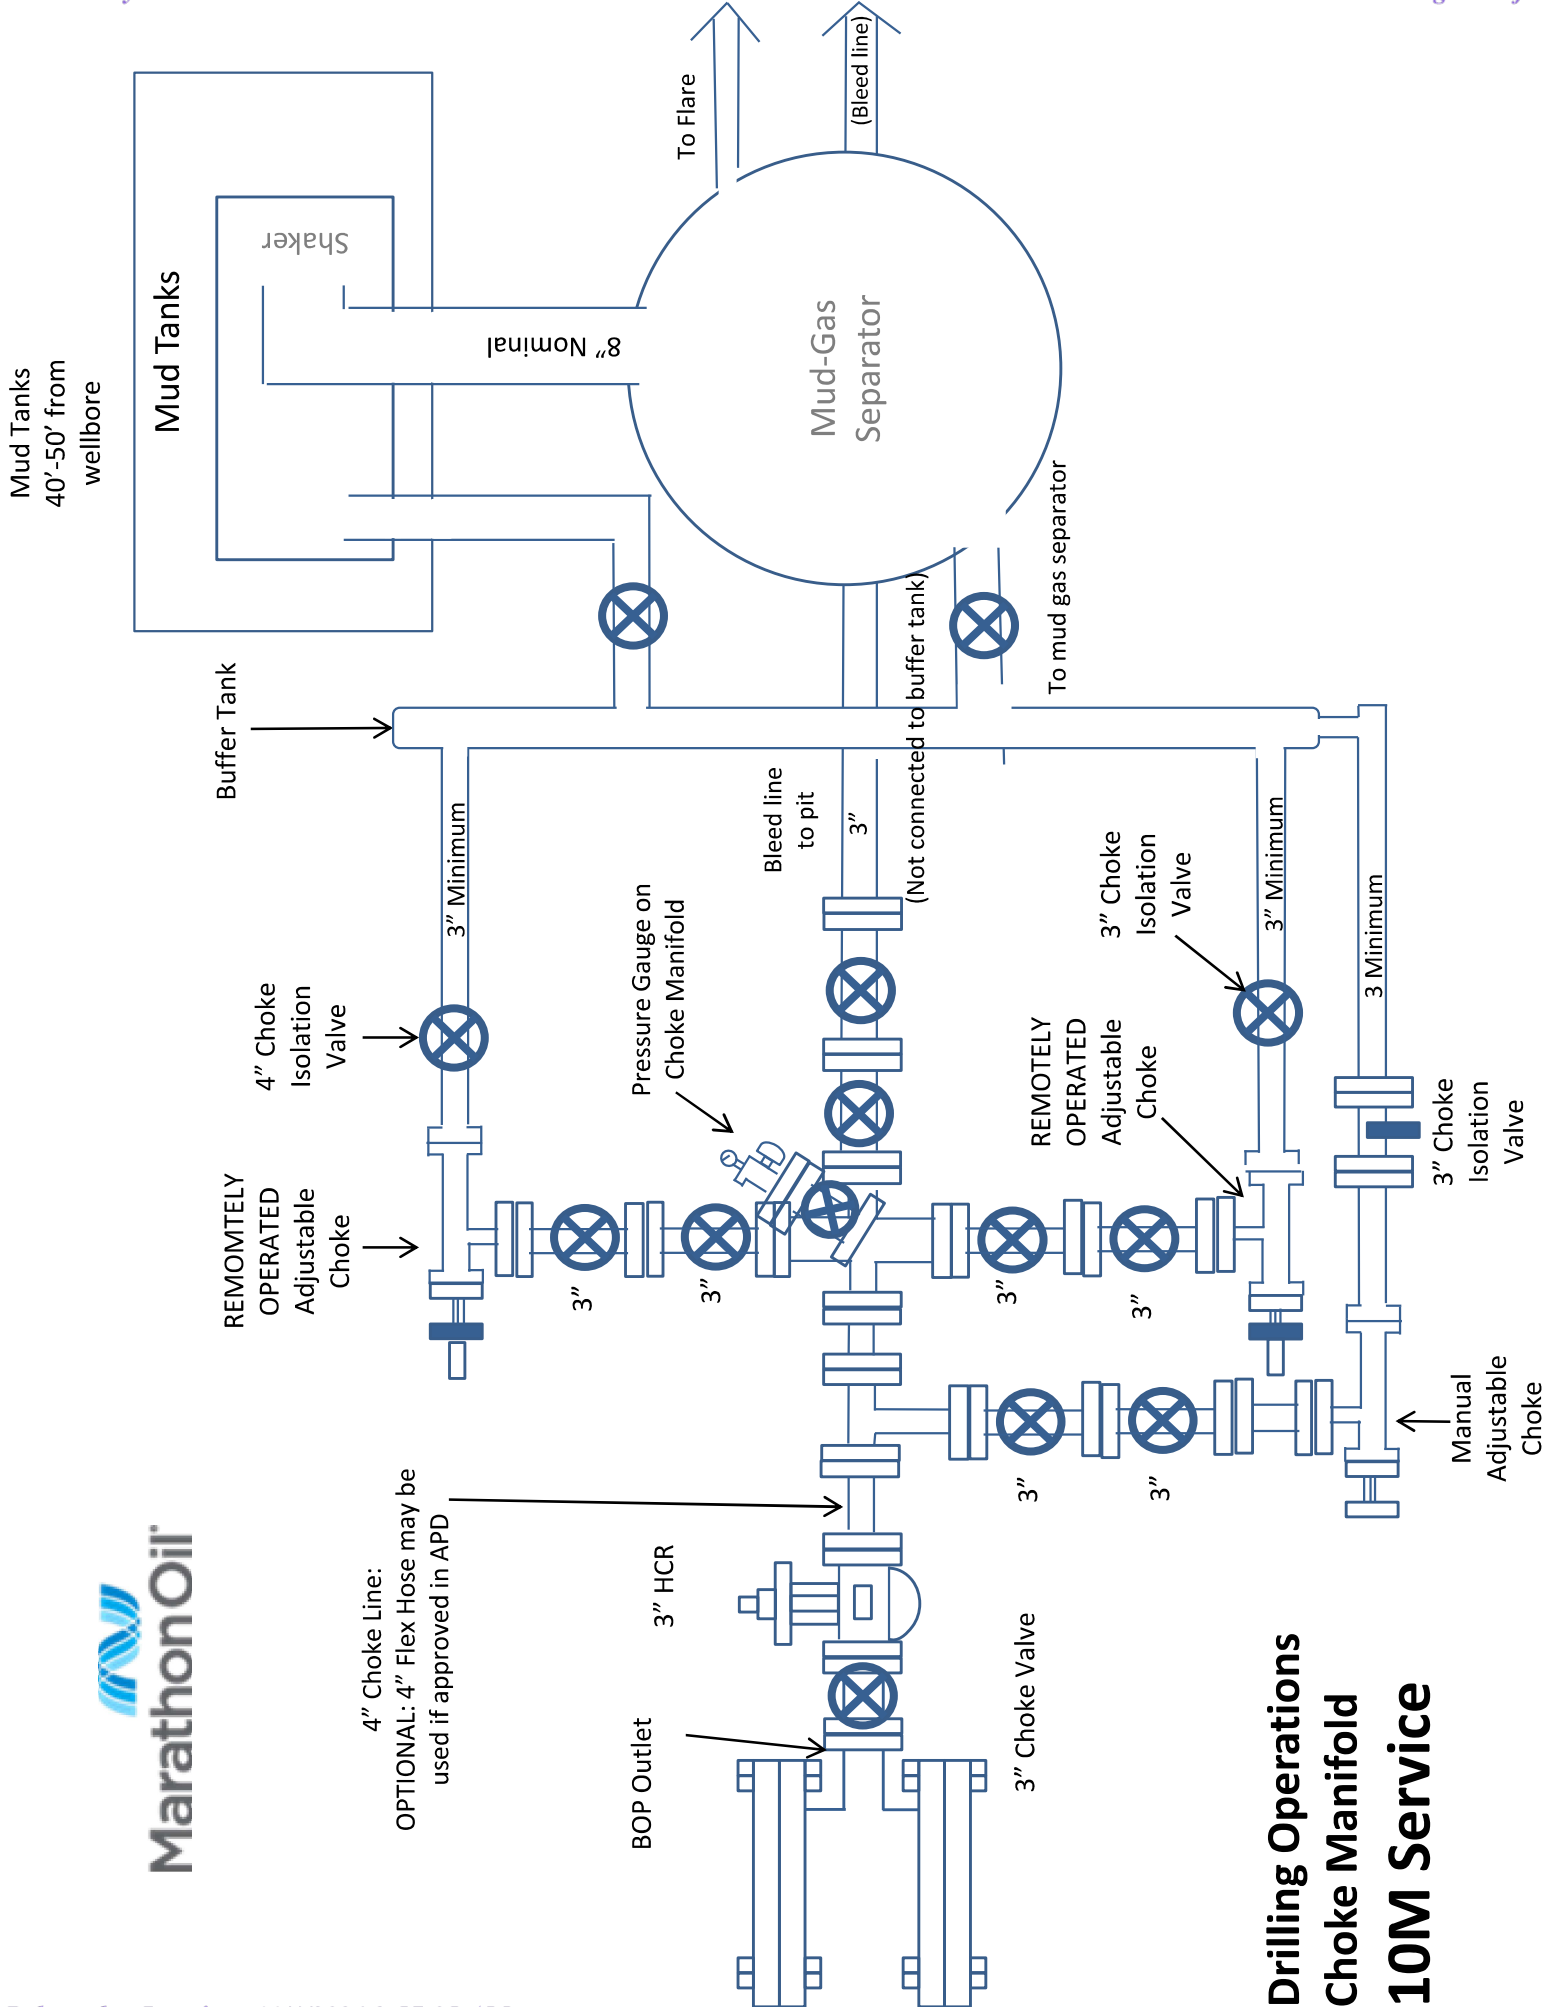 MarathonOil
Drilling Operations
Choke Manifold
10M Service
4” Choke Line:
OPTIONAL: 4” Flex Hose may be
used if approved in APD
BOP Outlet
3” HCR
3” Choke Valve
REMOMTELY
OPERATED
Adjustable
Choke
4” Choke
Isolation
Valve
3” Minimum
Buffer Tank
Mud Tanks
40’-50’ from
wellbore
Mud Tanks
Shaker
8” Nominal
To Flare
(Bleed line)
Mud-Gas
Separator
To mud gas separator
(Not connected to buffer tank)
Bleed line
to pit
3”
Pressure Gauge on
Choke Manifold
3”
3”
3”
3”
3”
3”
REMOTELY
OPERATED
Adjustable
Choke
3” Choke
Isolation
Valve
3” Minimum
3 Minimum
3” Choke
Isolation
Valve
Manual
Adjustable
Choke